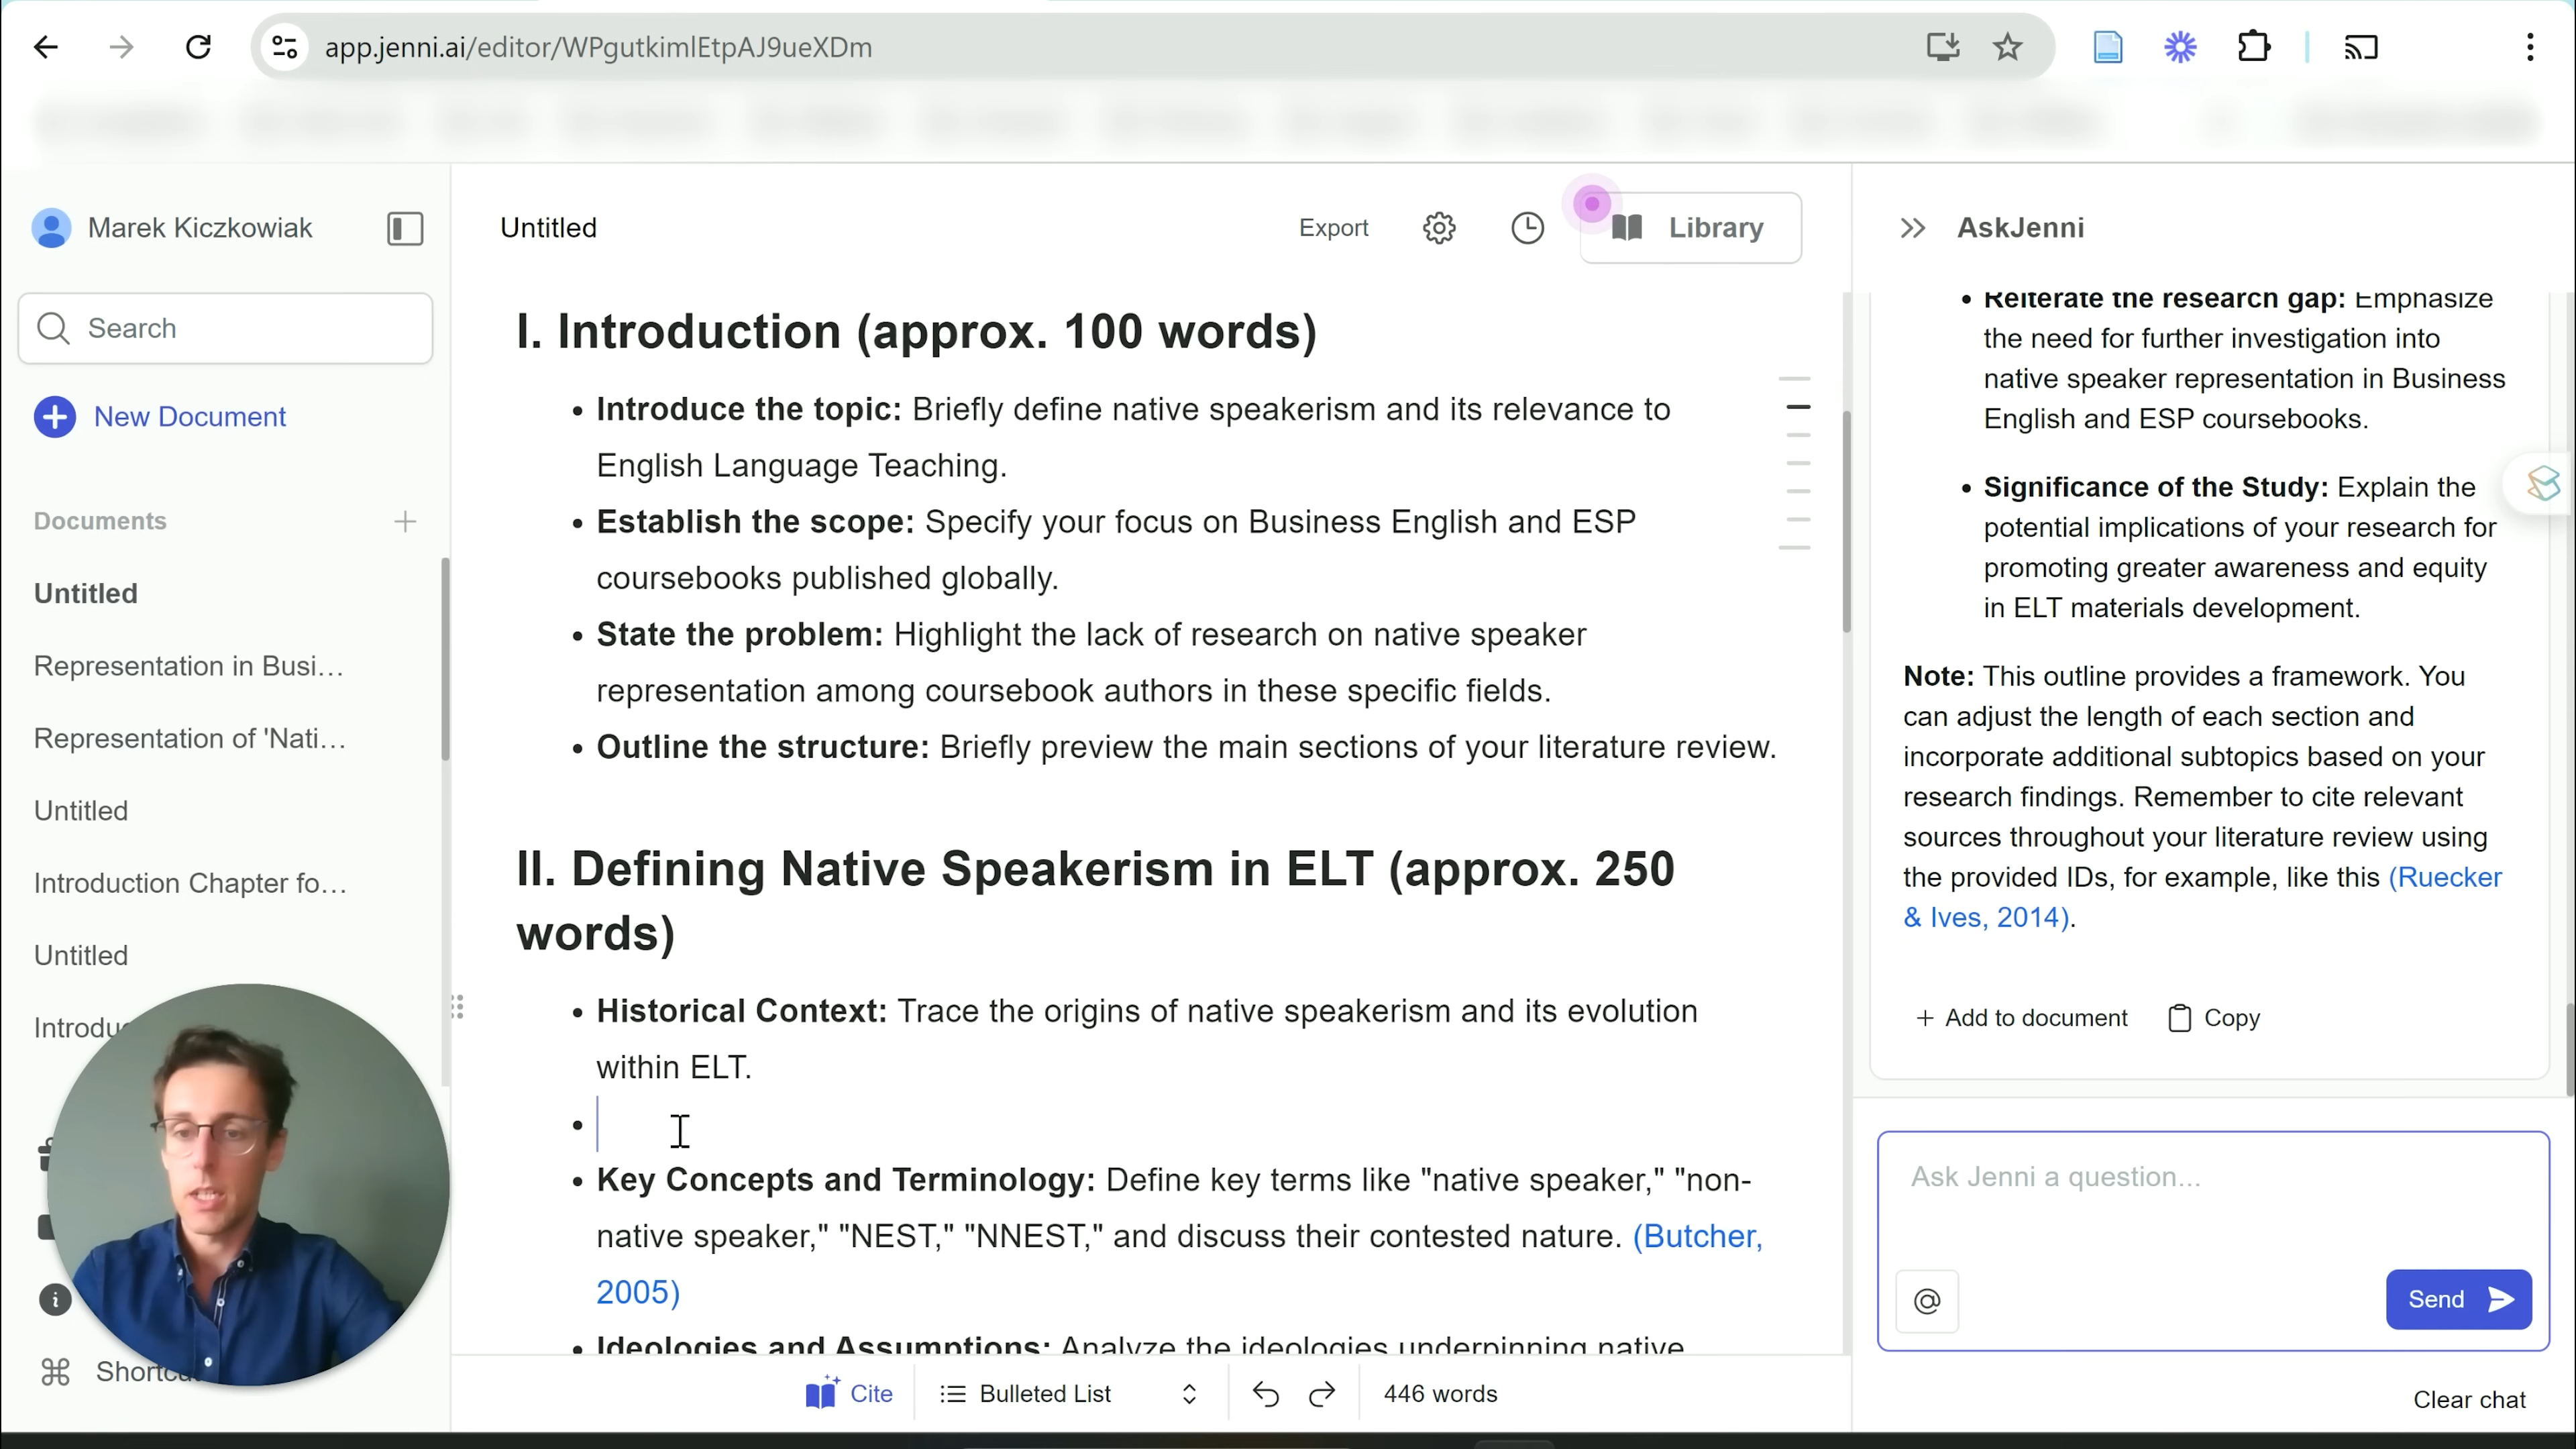 app.jenni.ai/editor/WPgutkimlEtpAJ9ueXDm
Marek Kiczkowiak
Search
New Document
Documents
Untitled
Representation in Busi…
Representation of 'Nati…
Untitled
Introduction Chapter fo…
Untitled
Untitled
Export
Library
I. Introduction (approx. 100 words)
• Introduce the topic: Briefly define native speakerism and its relevance to
English Language Teaching.
• Establish the scope: Specify your focus on Business English and ESP
coursebooks published globally.
• State the problem: Highlight the lack of research on native speaker
representation among coursebook authors in these specific fields.
• Outline the structure: Briefly preview the main sections of your literature review.
II. Defining Native Speakerism in ELT (approx. 250
words)
• Historical Context: Trace the origins of native speakerism and its evolution
within ELT.
•
• Key Concepts and Terminology: Define key terms like "native speaker," "non-
native speaker," "NEST," "NNEST," and discuss their contested nature. (Butcher,
2005)
• Ideologies and Assumptions: Analyze the ideologies underpinning native
Cite
Bulleted List
446 words
AskJenni
• Reiterate the research gap: Emphasize
the need for further investigation into
native speaker representation in Business
English and ESP coursebooks.
• Significance of the Study: Explain the
potential implications of your research for
promoting greater awareness and equity
in ELT materials development.
Note: This outline provides a framework. You
can adjust the length of each section and
incorporate additional subtopics based on your
research findings. Remember to cite relevant
sources throughout your literature review using
the provided IDs, for example, like this (Ruecker
& Ives, 2014).
+ Add to document
Copy
Ask Jenni a question...
@
Send
Clear chat